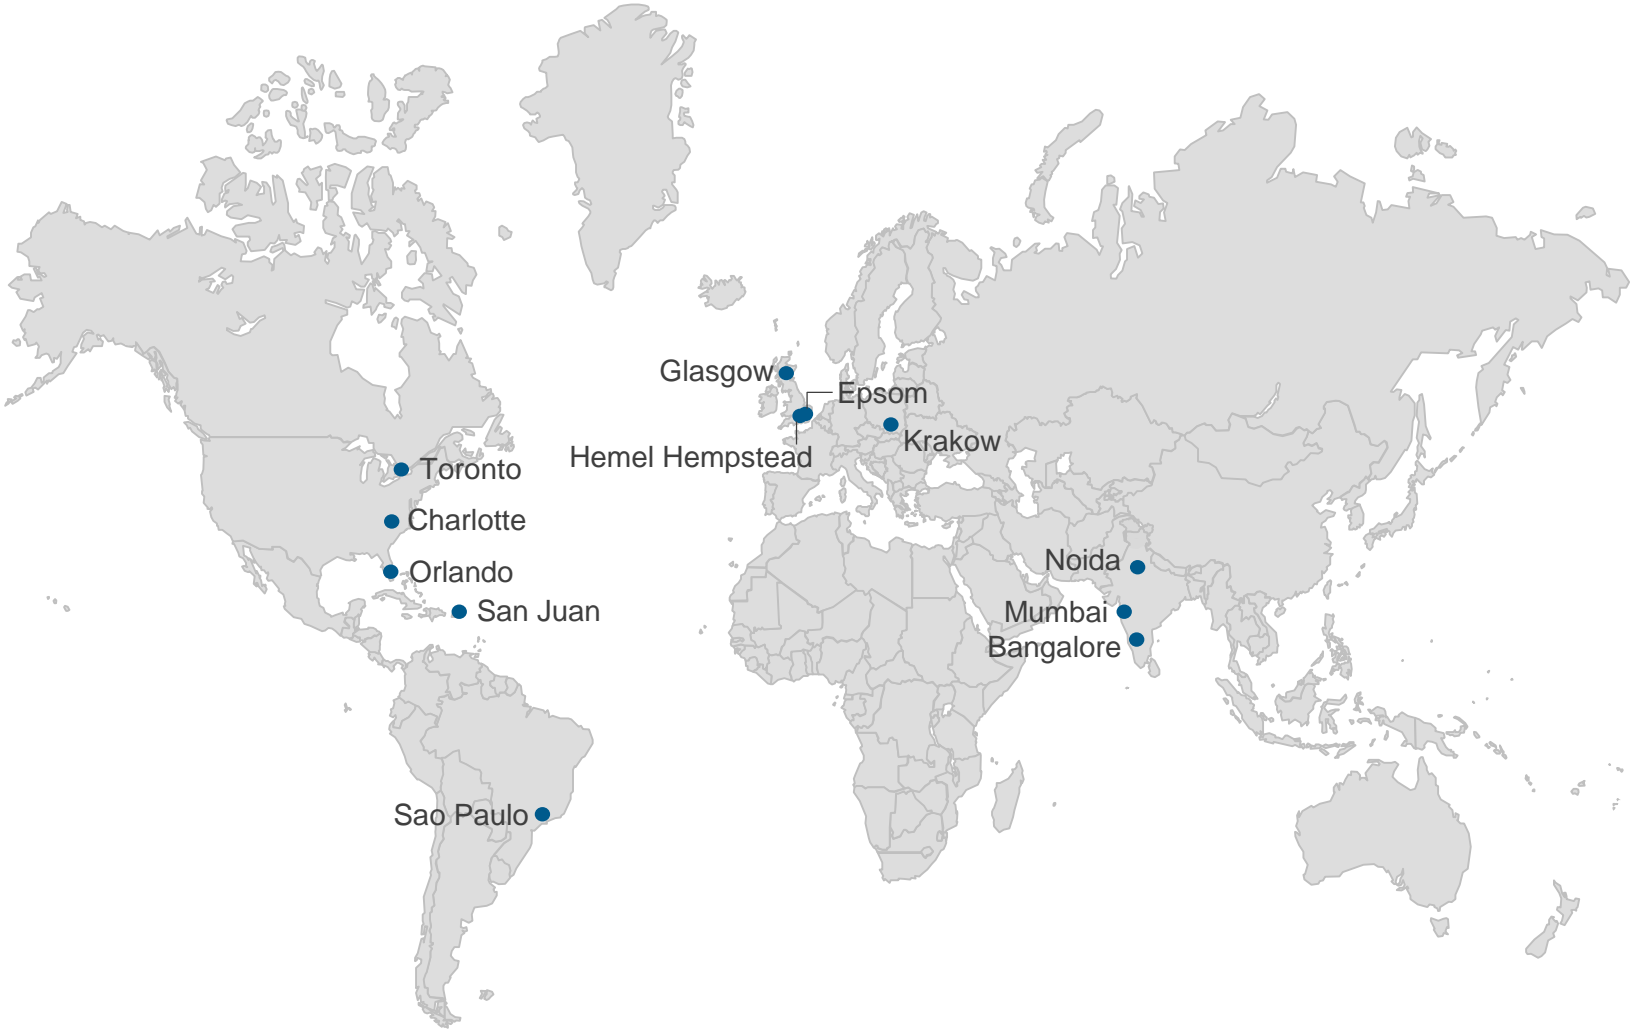 Glasgow
Epsom
Krakow
Hemel Hempstead
Toronto
Charlotte
Orlando
San Juan
Noida
Mumbai
Bangalore
Sao Paulo